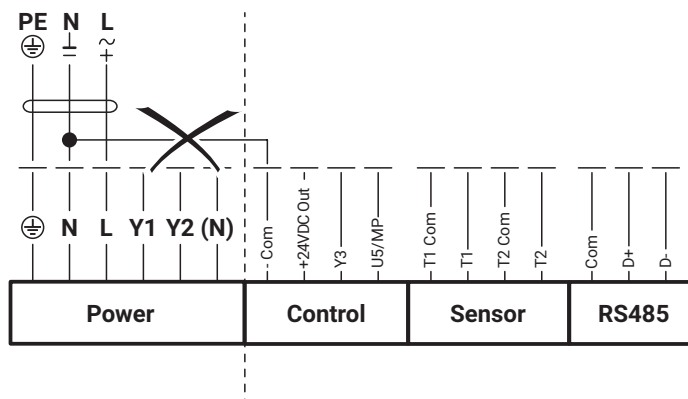 PE N L
N L Y1 Y2 (N)
- Com
+24VDC Out
Y3
U5/MP
T1 Com
T1
T2 Com
T2
Com
D+
D-
Power
Control
Sensor
RS485